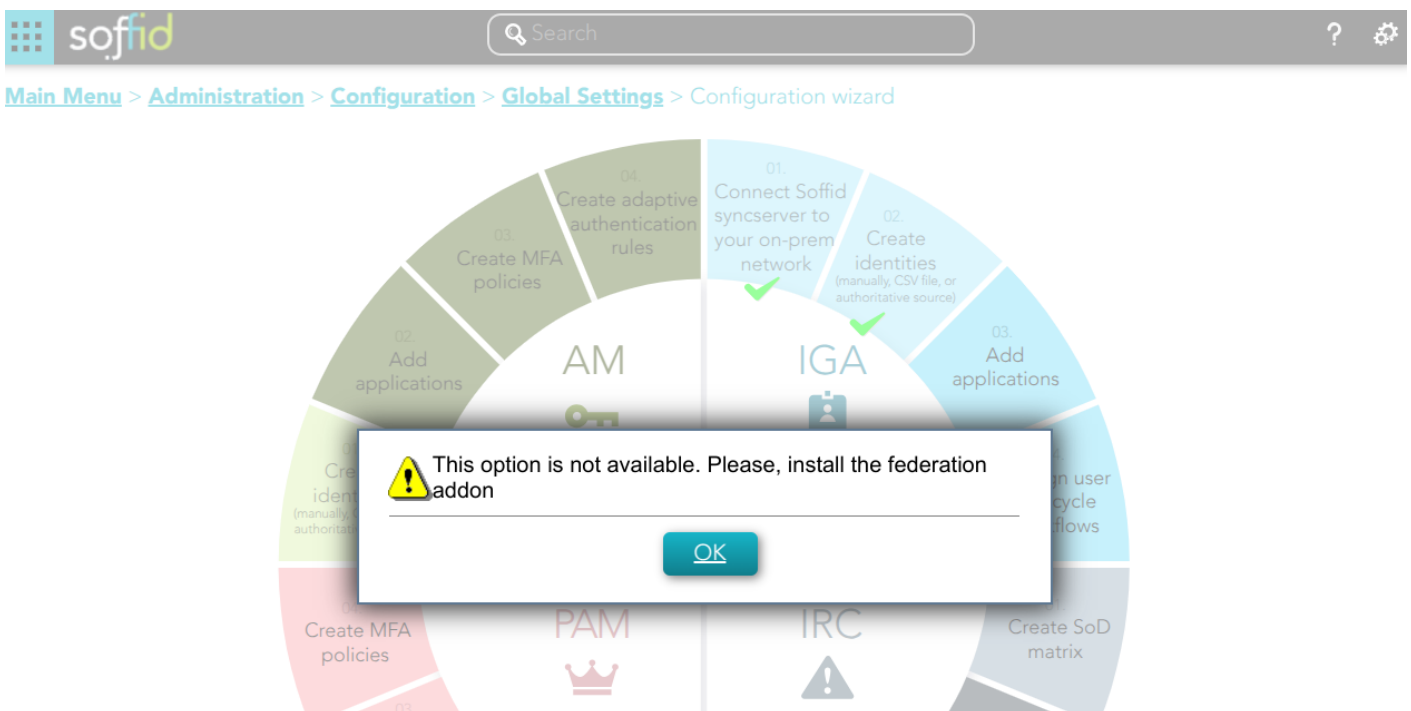 soffid
Search
?
Main Menu > Administration > Configuration > Global Settings > Configuration wizard
04.
Create adaptive
authentication
rules
03.
Create MFA
policies
02.
Add
applications
01.
Connect Soffid
syncserver to
your on-prem
network
02.
Create
identities
(manually, CSV file, or
authoritative source)
03.
Add
applications
AM
IGA
This option is not available. Please, install the federation
addon
OK
Create MFA
policies
03.
PAM
IRC
Create SoD
matrix